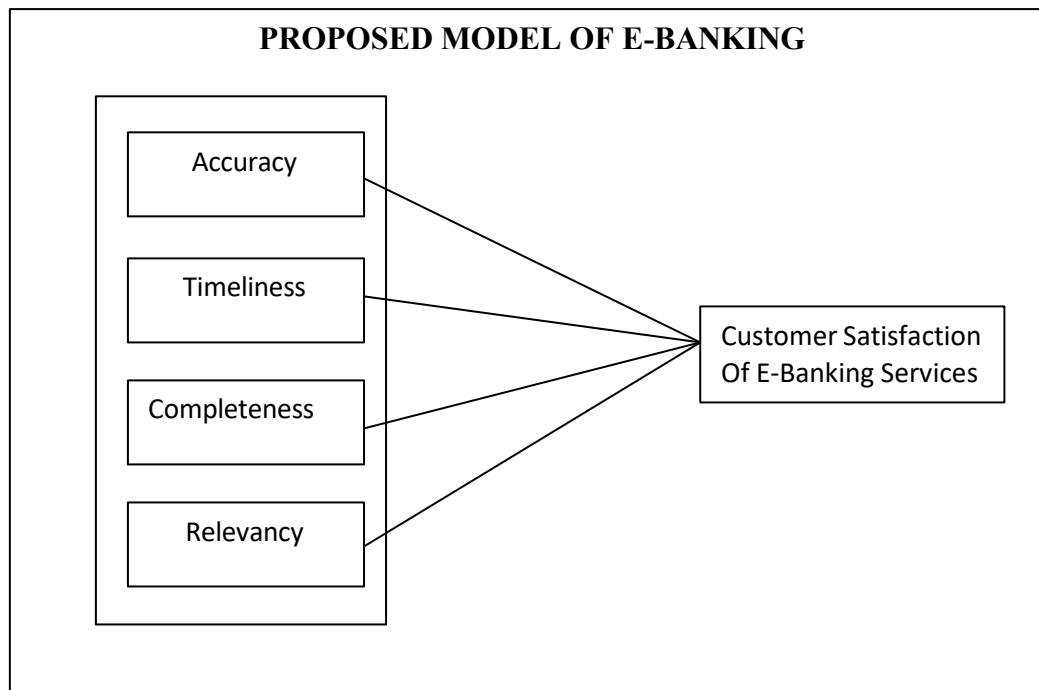 PROPOSED MODEL OF E-BANKING
Accuracy
Timeliness
Completeness
Relevancy
Customer Satisfaction
Of E-Banking Services